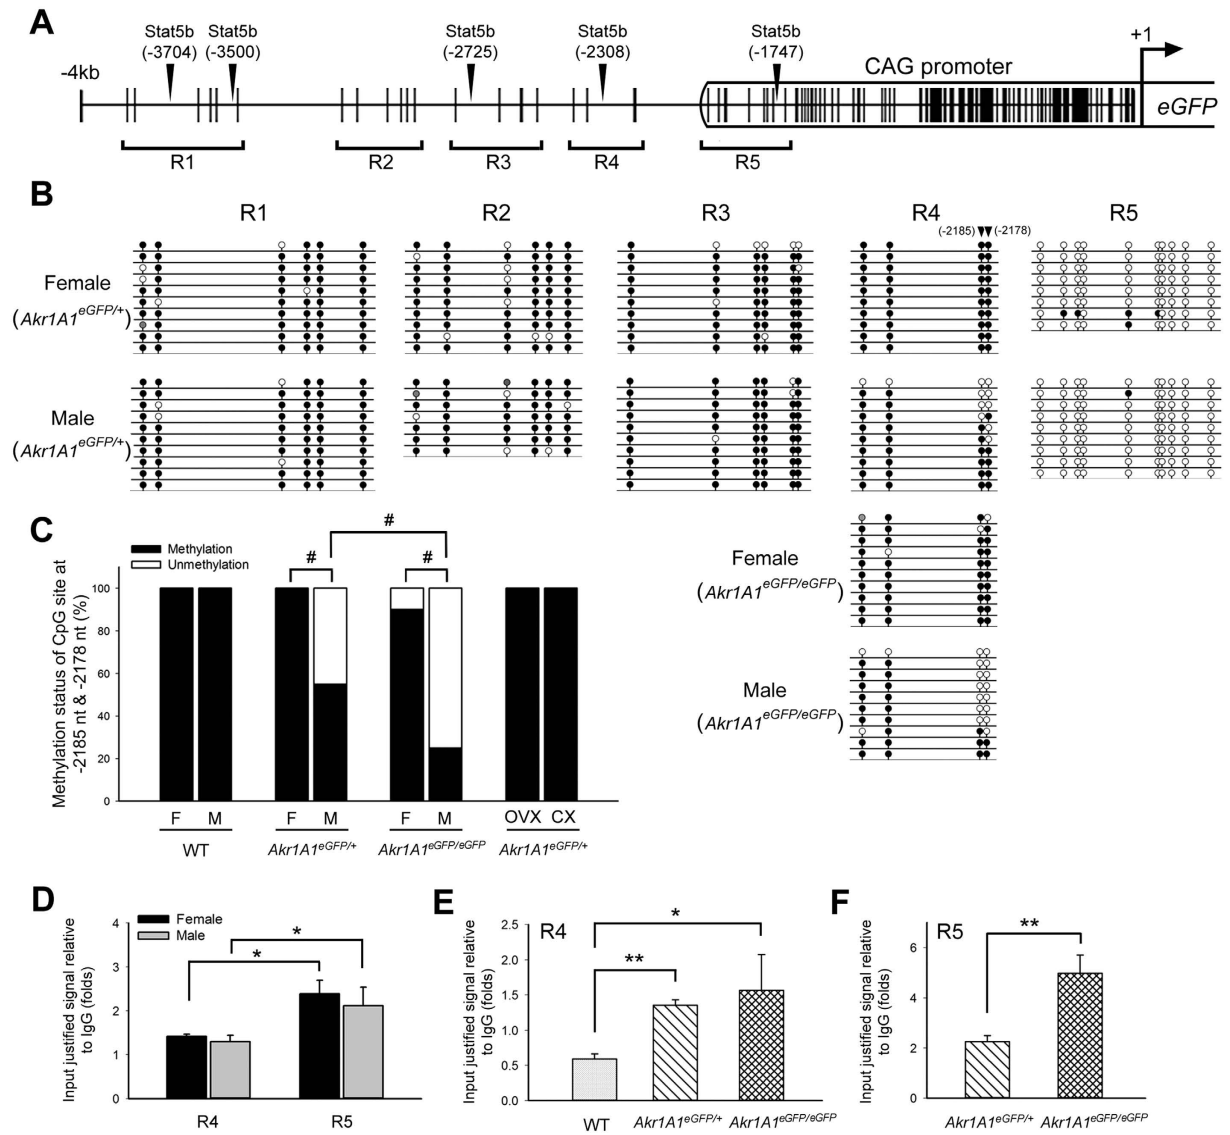 A
Stat5b
(-3704)
Stat5b
(-3500)
Stat5b
(-2725)
Stat5b
(-2308)
Stat5b
(-1747)
+1
-4kb
CAG promoter
eGFP
R1
R2
R3
R4
R5
B
R1
R2
R3
R4
R5
(-2185)
(-2178)
Female
(Akr1A1eGFP/+)
Male
(Akr1A1eGFP/+)
Female
(Akr1A1eGFP/eGFP)
Male
(Akr1A1eGFP/eGFP)
C
Methylation
Unmethylation
#
#
#
Methylation status of CpG site at
-2185 nt & -2178 nt (%)
100
80
60
40
20
0
F
M
F
M
F
M
OVX
CX
WT
Akr1A1eGFP/+
Akr1A1eGFP/eGFP
Akr1A1eGFP/+
D
Female
Male
Input justified signal relative
to IgG (folds)
4
3
2
1
0
*
*
R4
R5
E
R4
Input justified signal relative
to IgG (folds)
2.5
2.0
1.5
1.0
0.5
0.0
*
**
WT
Akr1A1eGFP/+
Akr1A1eGFP/eGFP
F
R5
Input justified signal relative
to IgG (folds)
6
4
2
0
**
Akr1A1eGFP/+
Akr1A1eGFP/eGFP